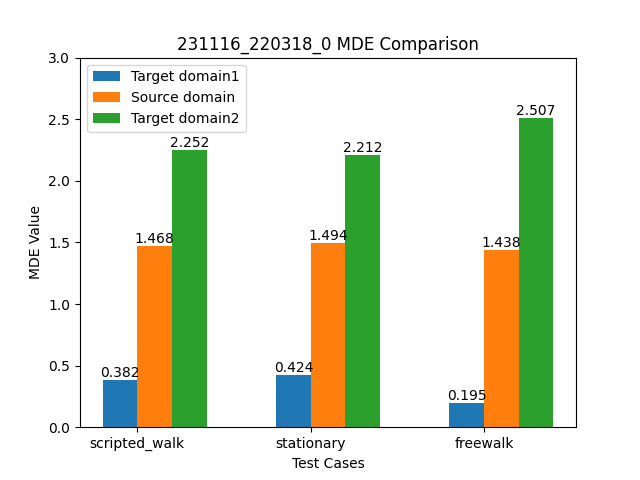 231116_220318_0 MDE Comparison
3.0
2.5
2.0
1.5
1.0
0.5
0.0
MDE Value
Target domain1
Source domain
Target domain2
0.382
1.468
2.252
0.424
1.494
2.212
0.195
1.438
2.507
scripted_walk
stationary
freewalk
Test Cases